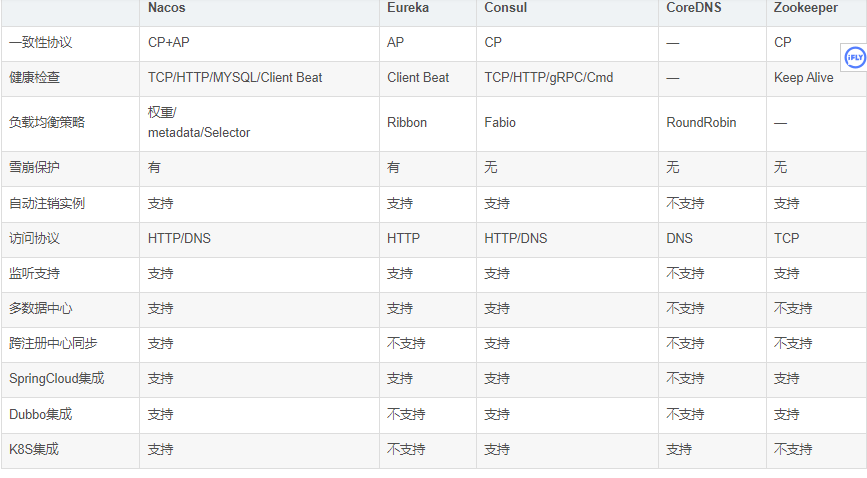 Nacos Eureka Consul CoreDNS Zookeeper
一致性协议 CP+AP AP CP — CP
iFLY
健康检查 TCP/HTTP/MYSQL/Client Beat Client Beat TCP/HTTP/gRPC/Cmd — Keep Alive
负载均衡策略 权重/
metadata/Selector Ribbon Fabio RoundRobin —
雪崩保护 有 有 无 无 无
自动注销实例 支持 支持 支持 不支持 支持
访问协议 HTTP/DNS HTTP HTTP/DNS DNS TCP
监听支持 支持 支持 支持 不支持 支持
多数据中心 支持 支持 支持 不支持 不支持
跨注册中心同步 支持 不支持 支持 不支持 不支持
SpringCloud集成 支持 支持 支持 不支持 支持
Dubbo集成 支持 不支持 支持 不支持 支持
K8S集成 支持 不支持 支持 支持 不支持